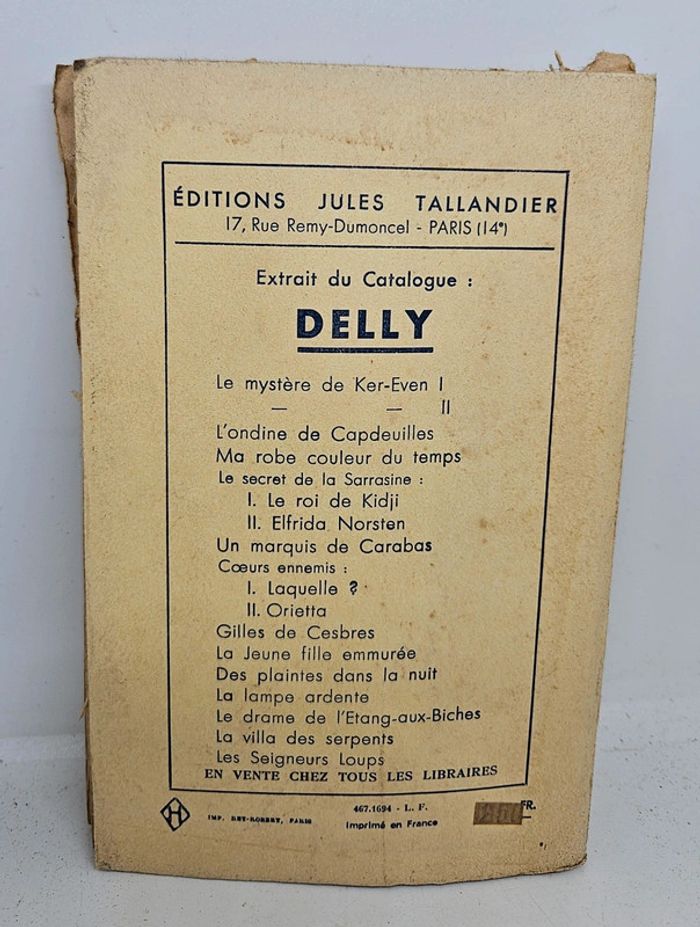 ÉDITIONS JULES TALLANDIER
17, Rue Remy-Dumoncel - PARIS (14e)
Extrait du Catalogue :
DELLY
Le mystère de Ker-Even I
— — II
L'ondine de Capdeuilles
Ma robe couleur du temps
Le secret de la Sarrasine :
I. Le roi de Kidji
II. Elfrida Norsten
Un marquis de Carabas
Cœurs ennemis :
I. Laquelle ?
II. Orietta
Gilles de Cesbres
La Jeune fille emmurée
Des plaintes dans la nuit
La lampe ardente
Le drame de l'Etang-aux-Biches
La villa des serpents
Les Seigneurs Loups
EN VENTE CHEZ TOUS LES LIBRAIRES
H
IMP. PARIS
467.1694 - L. F.
Imprimé en France
FR.